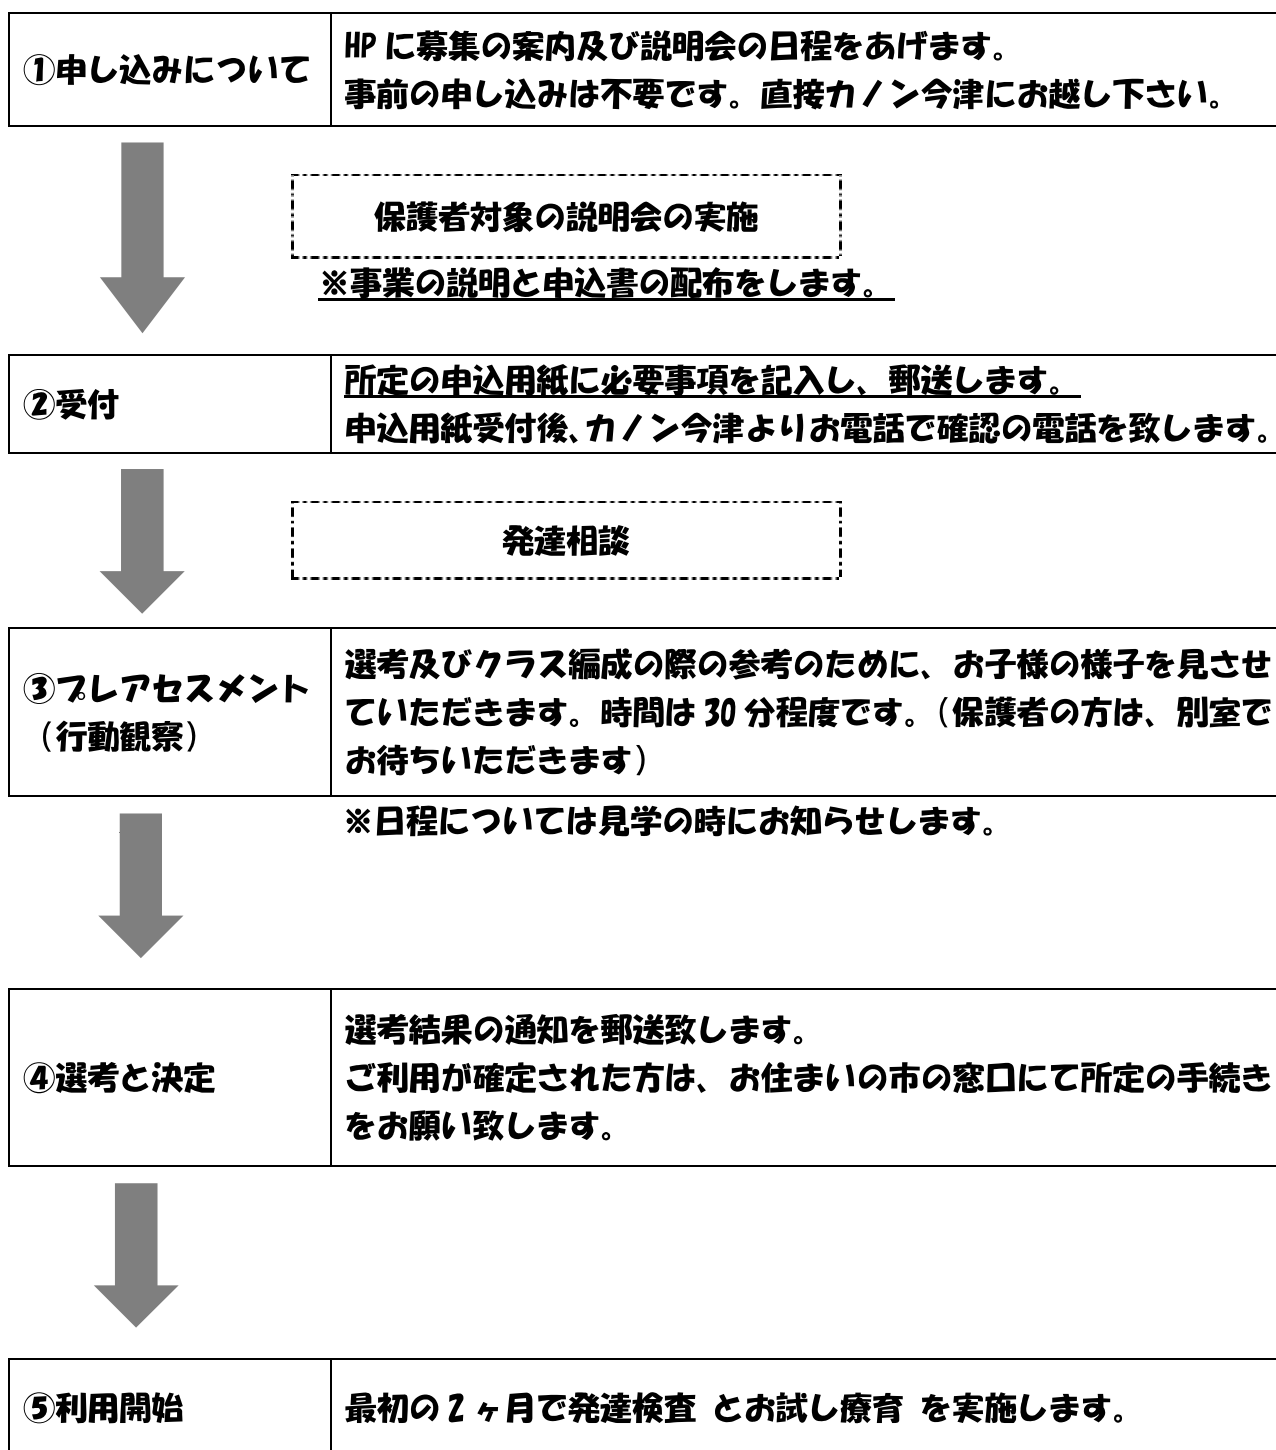 ①申し込みについて
HPに募集の案内及び説明会の日程をあげます。
事前の申し込みは不要です。直接カノン今津にお越し下さい。
保護者対象の説明会の実施
※事業の説明と申込書の配布をします。
②受付
所定の申込用紙に必要事項を記入し、郵送します。
申込用紙受付後、カノン今津よりお電話で確認の電話を致します。
発達相談
③プレアセスメント
（行動観察）
選考及びクラス編成の際の参考のために、お子様の様子を見させ
ていただきます。時間は30分程度です。（保護者の方は、別室で
お待ちいただきます）
※日程については見学の時にお知らせします。
④選考と決定
選考結果の通知を郵送致します。
ご利用が確定された方は、お住まいの市の窓口にて所定の手続き
をお願い致します。
⑤利用開始
最初の2ヶ月で発達検査 とお試し療育 を実施します。